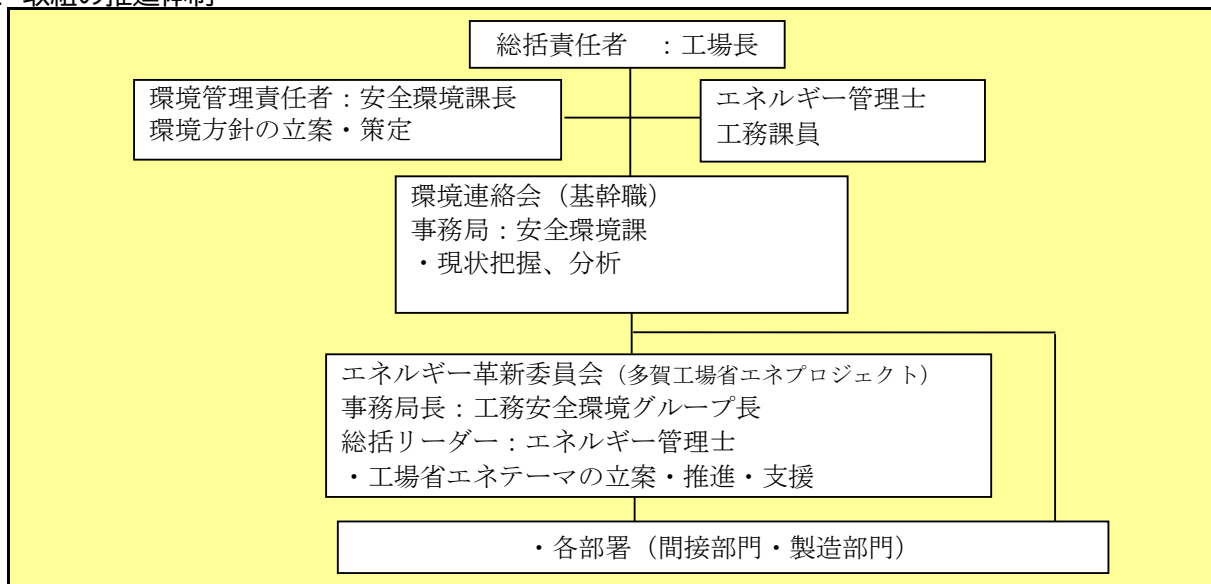 取組の推進体制
総括責任者　：工場長
環境管理責任者：安全環境課長
環境方針の立案・策定
エネルギー管理士
工務課員
環境連絡会（基幹職）
事務局：安全環境課
・現状把握、分析
エネルギー革新委員会（多賀工場省エネプロジェクト）
事務局長：工務安全環境グループ長
総括リーダー：エネルギー管理士
・工場省エネテーマの立案・推進・支援
・各部署（間接部門・製造部門）